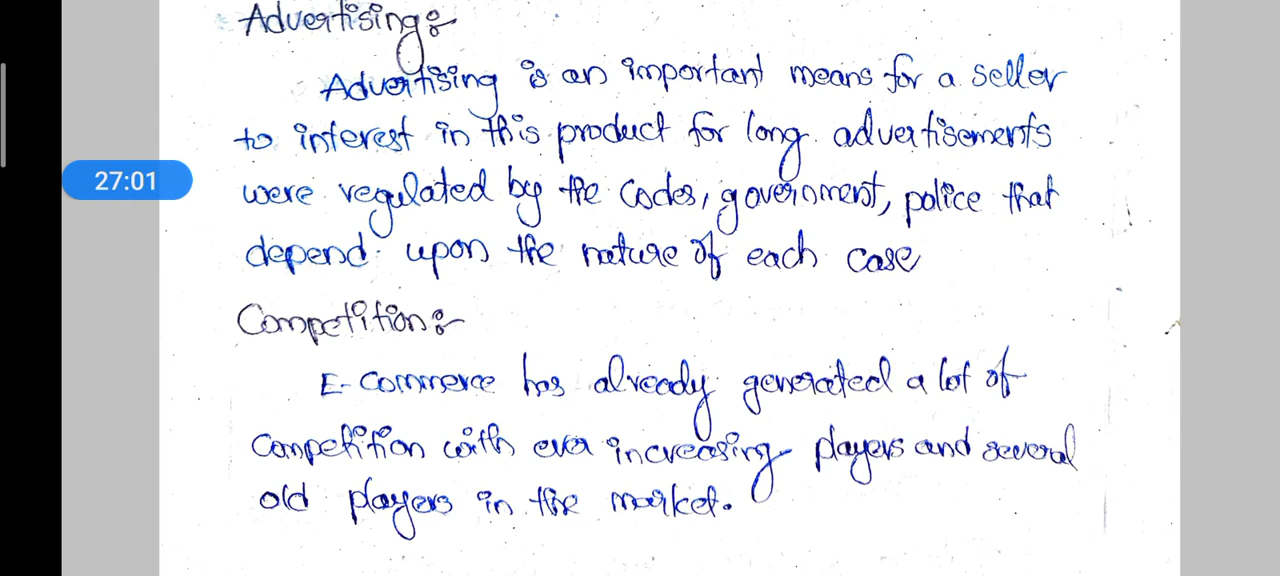 Advertising:-
Advertising is an important means for a seller
27:01
to interest in this product for long. advertisements
were regulated by the codes, government, police that
depend upon the nature of each case
Competition:-
E-commerce has already generated a lot of
competition with ever increasing players and several
old players in the market.